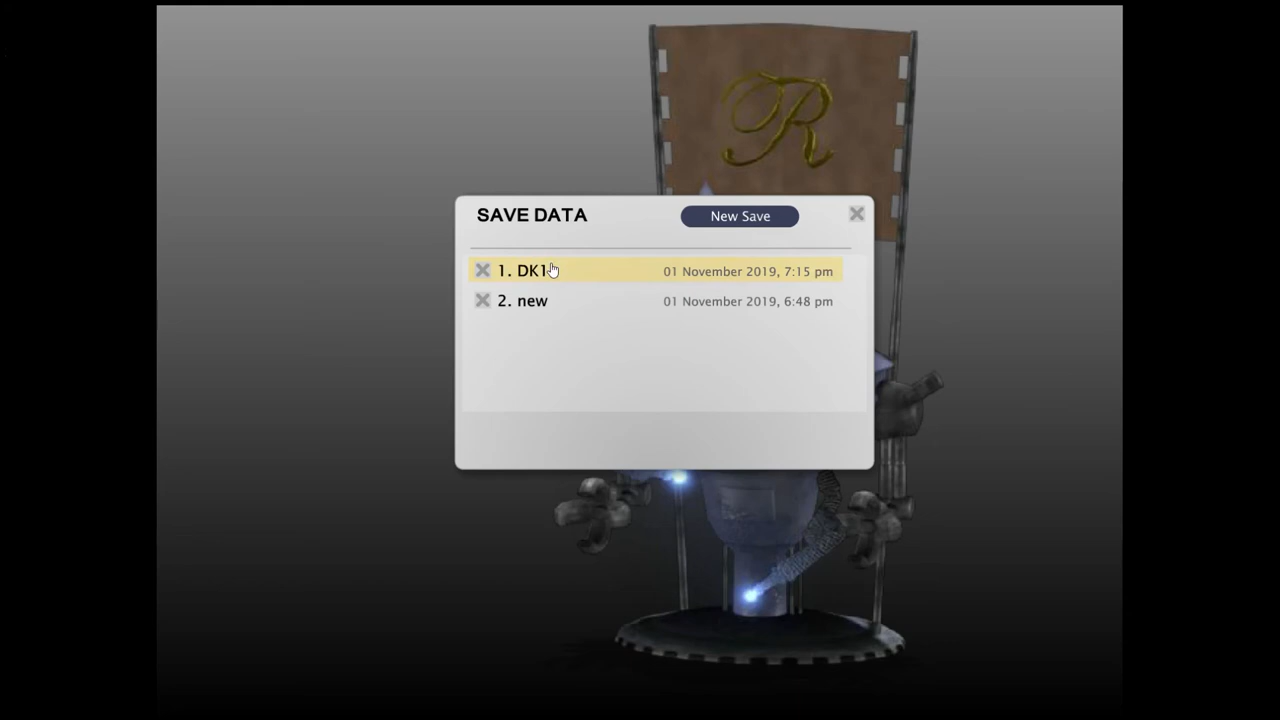 R
SAVE DATA
New Save
1. DK1
01 November 2019, 7:15 pm
2. new
01 November 2019, 6:48 pm